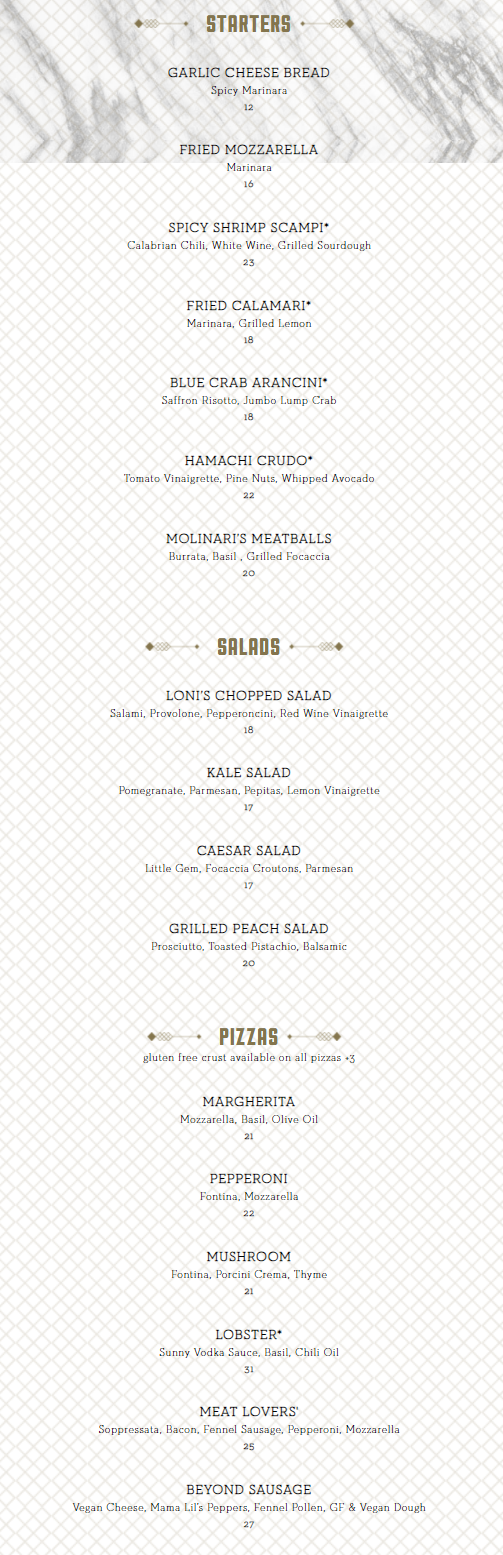 STARTERS
GARLIC CHEESE BREAD
Spicy Marinara
12
FRIED MOZZARELLA
Marinara
16
SPICY SHRIMP SCAMPI*
Calabrian Chili, White Wine, Grilled Sourdough
23
FRIED CALAMARI*
Marinara, Grilled Lemon
18
BLUE CRAB ARANCINI*
Saffron Risotto, Jumbo Lump Crab
18
HAMACHI CRUDO*
Tomato Vinaigrette, Pine Nuts, Whipped Avocado
22
MOLINARI'S MEATBALLS
Burrata, Basil , Grilled Focaccia
20
SALADS
LONI'S CHOPPED SALAD
Salami, Provolone, Pepperoncini, Red Wine Vinaigrette
18
KALE SALAD
Pomegranate, Parmesan, Pepitas, Lemon Vinaigrette
17
CAESAR SALAD
Little Gem, Focaccia Croutons, Parmesan
17
GRILLED PEACH SALAD
Prosciutto, Toasted Pistachio, Balsamic
20
PIZZAS
gluten free crust available on all pizzas +3
MARGHERITA
Mozzarella, Basil, Olive Oil
21
PEPPERONI
Fontina, Mozzarella
22
MUSHROOM
Fontina, Porcini Crema, Thyme
21
LOBSTER*
Sunny Vodka Sauce, Basil, Chili Oil
31
MEAT LOVERS'
Soppressata, Bacon, Fennel Sausage, Pepperoni, Mozzarella
25
BEYOND SAUSAGE
Vegan Cheese, Mama Lil's Peppers, Fennel Pollen, GF & Vegan Dough
27